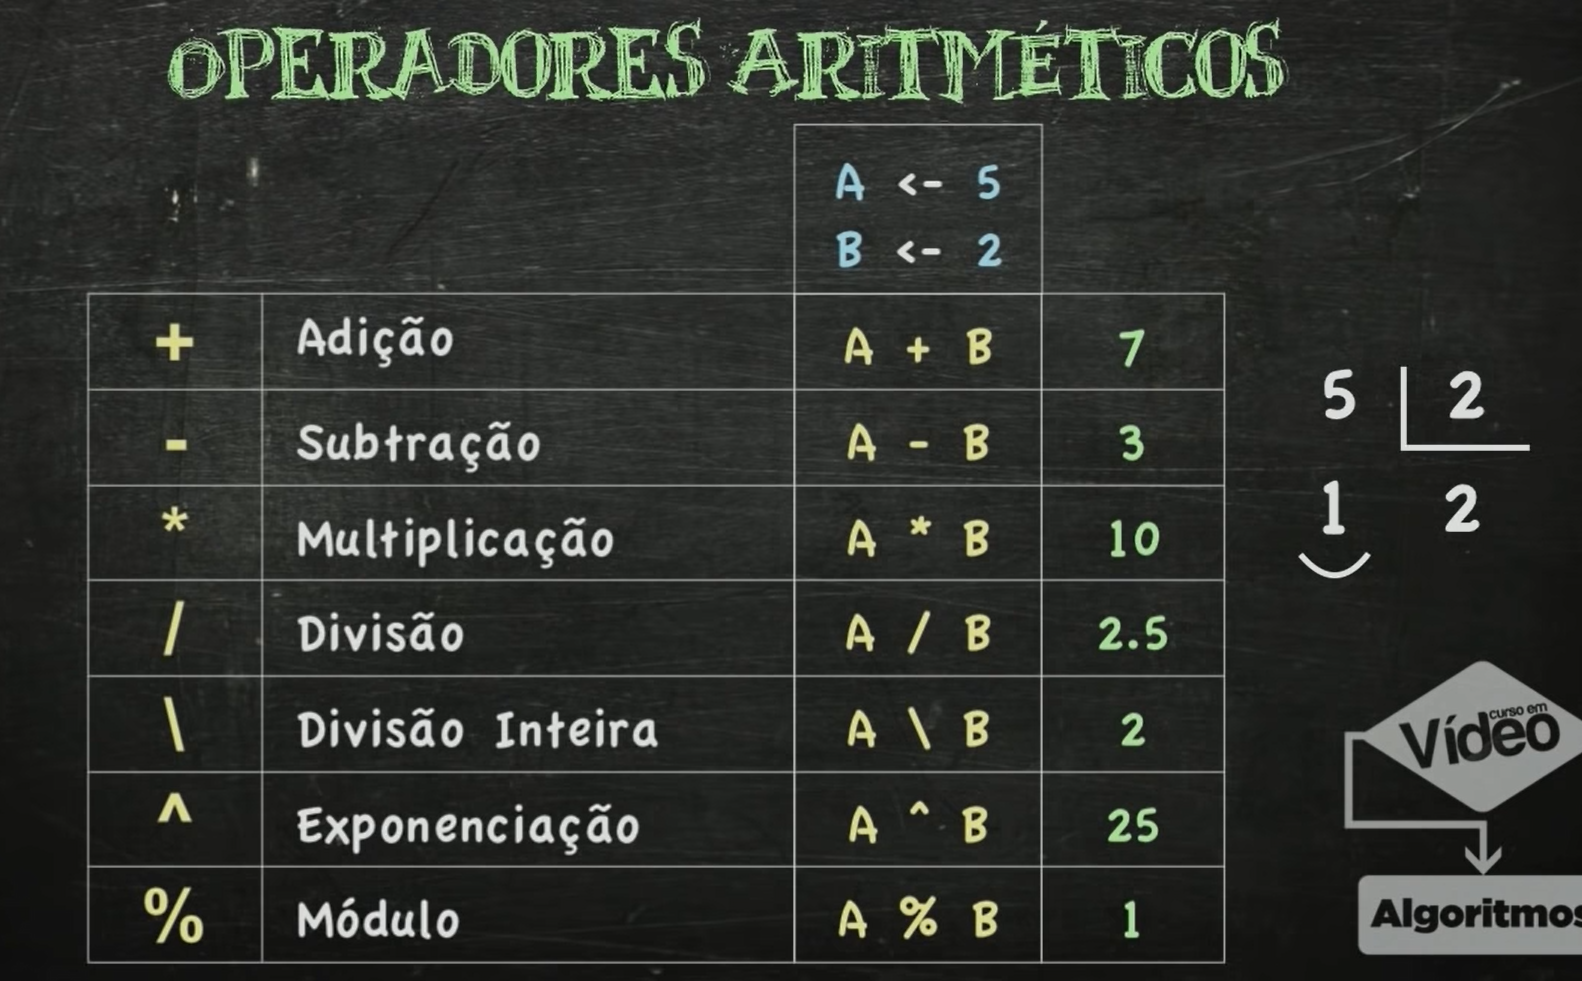 OPERADORES ARITMÉTICOS
A <- 5
B <- 2
+ Adição A + B 7
- Subtração A - B 3
* Multiplicação A * B 10
/ Divisão A / B 2.5
\ Divisão Inteira A \ B 2
^ Exponenciação A ^ B 25
% Módulo A % B 1
5 2
1 2
curso em
Vídeo
Algoritmos